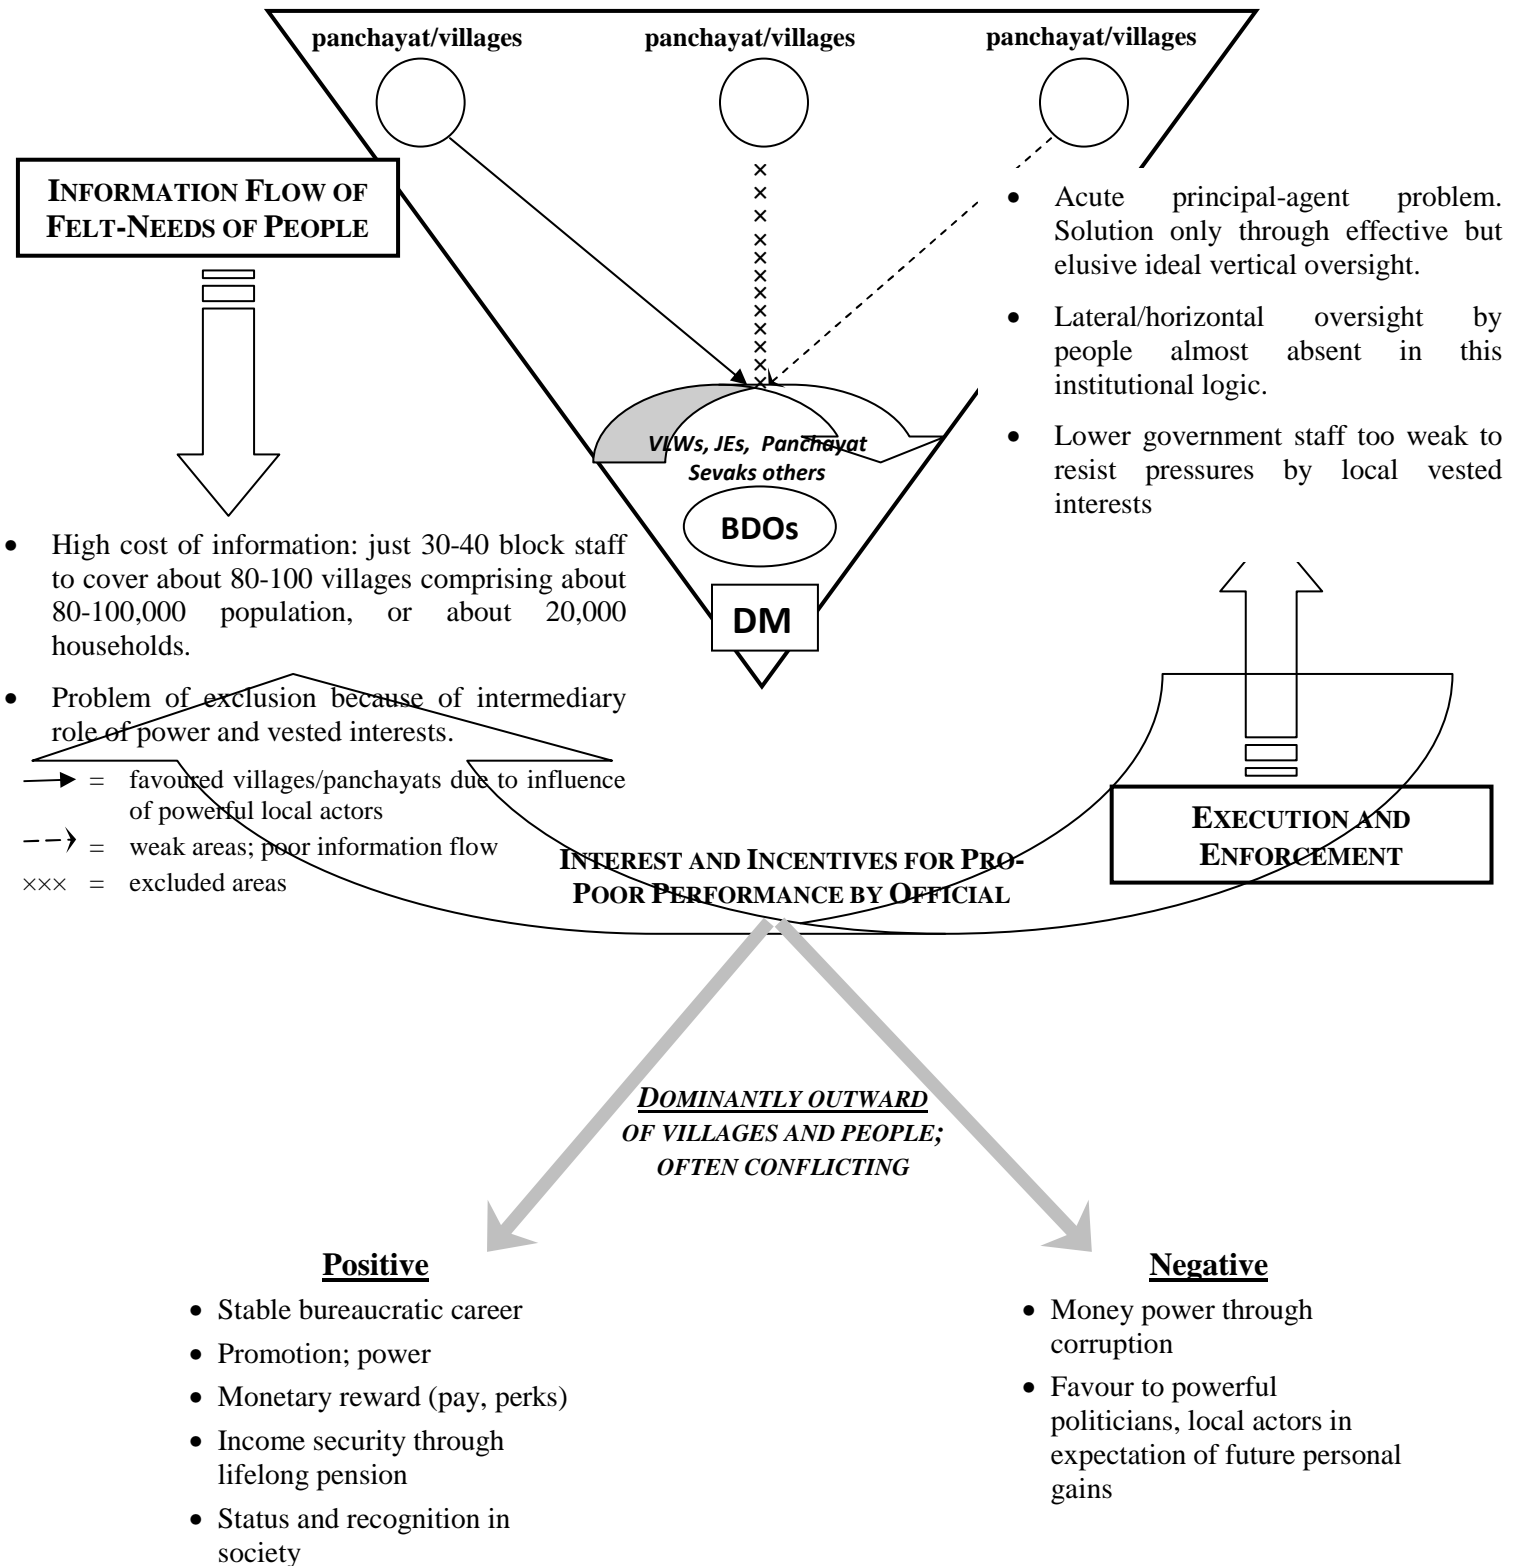 panchayat/villages
panchayat/villages
panchayat/villages
INFORMATION FLOW OF
FELT-NEEDS OF PEOPLE
• Acute principal-agent problem.
Solution only through effective but
elusive ideal vertical oversight.
• Lateral/horizontal oversight by
people almost absent in this
institutional logic.
• Lower government staff too weak to
resist pressures by local vested
interests
VLWs, JEs, Panchayat
Sevaks others
BDOs
DM
• High cost of information: just 30-40 block staff
to cover about 80-100 villages comprising about
80-100,000 population, or about 20,000
households.
• Problem of exclusion because of intermediary
role of power and vested interests.
= favoured villages/panchayats due to influence
of powerful local actors
= weak areas; poor information flow
××× = excluded areas
EXECUTION AND
ENFORCEMENT
INTEREST AND INCENTIVES FOR PRO-
POOR PERFORMANCE BY OFFICIAL
DOMINANTLY OUTWARD
OF VILLAGES AND PEOPLE;
OFTEN CONFLICTING
Positive
• Stable bureaucratic career
• Promotion; power
• Monetary reward (pay, perks)
• Income security through
lifelong pension
• Status and recognition in
society
Negative
• Money power through
corruption
• Favour to powerful
politicians, local actors in
expectation of future personal
gains